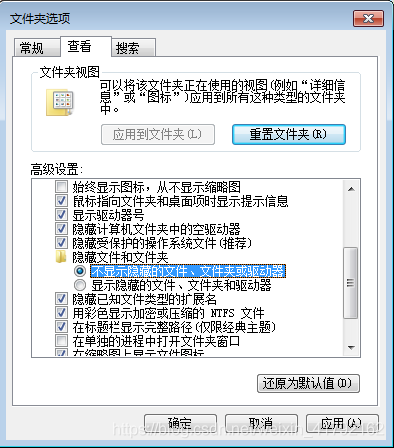 文件夹选项
常规
查看
搜索
文件夹视图
可以将该文件夹正在使用的视图(例如“详细信
息”或“图标”)应用到所有这种类型的文件夹
中。
应用到文件夹(L)
重置文件夹(R)
高级设置:
始终显示图标，从不显示缩略图
鼠标指向文件夹和桌面项时显示提示信息
显示驱动器号
隐藏计算机文件夹中的空驱动器
隐藏受保护的操作系统文件(推荐)
隐藏文件和文件夹
不显示隐藏的文件、文件夹或驱动器
显示隐藏的文件、文件夹和驱动器
隐藏已知文件类型的扩展名
用彩色显示加密或压缩的 NTFS 文件
在标题栏显示完整路径(仅限经典主题)
在单独的进程中打开文件夹窗口
在缩略图上显示文件图标
还原为默认值(D)
确定
取消
应用(A)